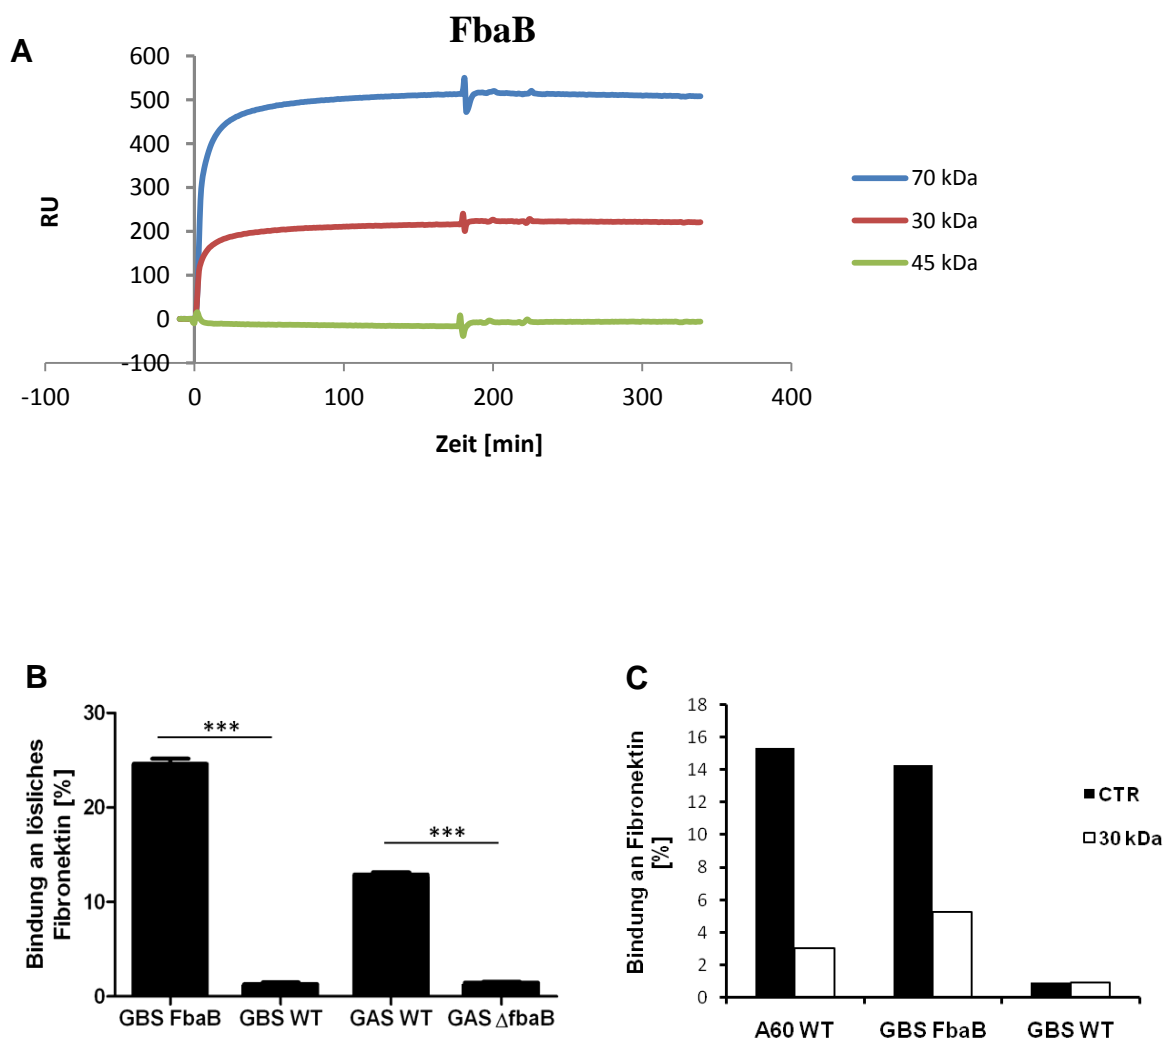 A
FbaB
600
500
400
300
200
100
0
-100
RU
-100
0
100
200
300
400
Zeit [min]
70 kDa
30 kDa
45 kDa
B
Bindung an lösliches
Fibronektin [%]
30
20
10
0
***
***
GBS FbaB
GBS WT
GAS WT
GAS ΔfbaB
C
Bindung an Fibronektin
[%]
18
16
14
12
10
8
6
4
2
0
CTR
30 kDa
A60 WT
GBS FbaB
GBS WT